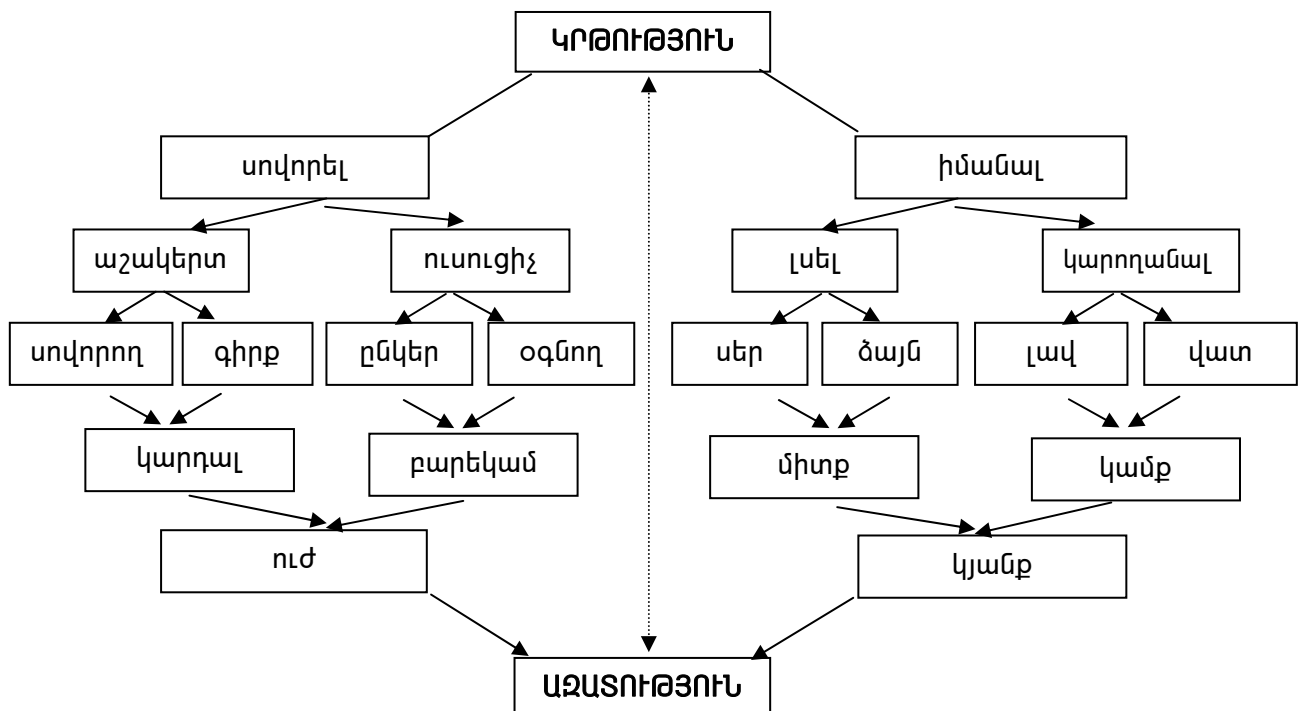 ԿՐԹՈՒԹՅՈՒՆ
սովորել
իմանալ
աշակերտ
ուսուցիչ
լսել
կարողանալ
սովորող
գիրք
ընկեր
օգնող
սեր
ձայն
լավ
վատ
կարդալ
բարեկամ
միտք
կամք
ուժ
կյանք
ԱԶԱՏՈՒԹՅՈՒՆ